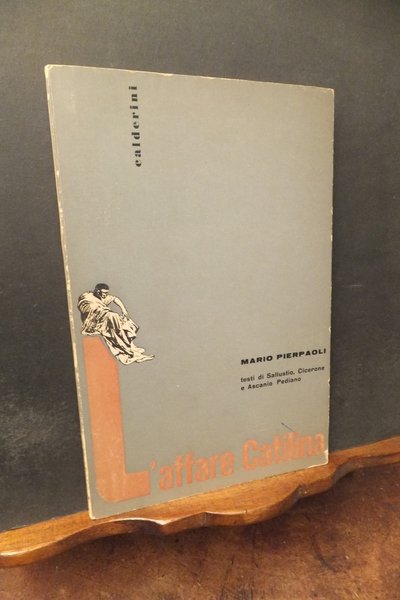 calderini
MARIO PIERPAOLI
testi di Sallustio, Cicerone
e Ascanio Pediano
L'affare Catilina